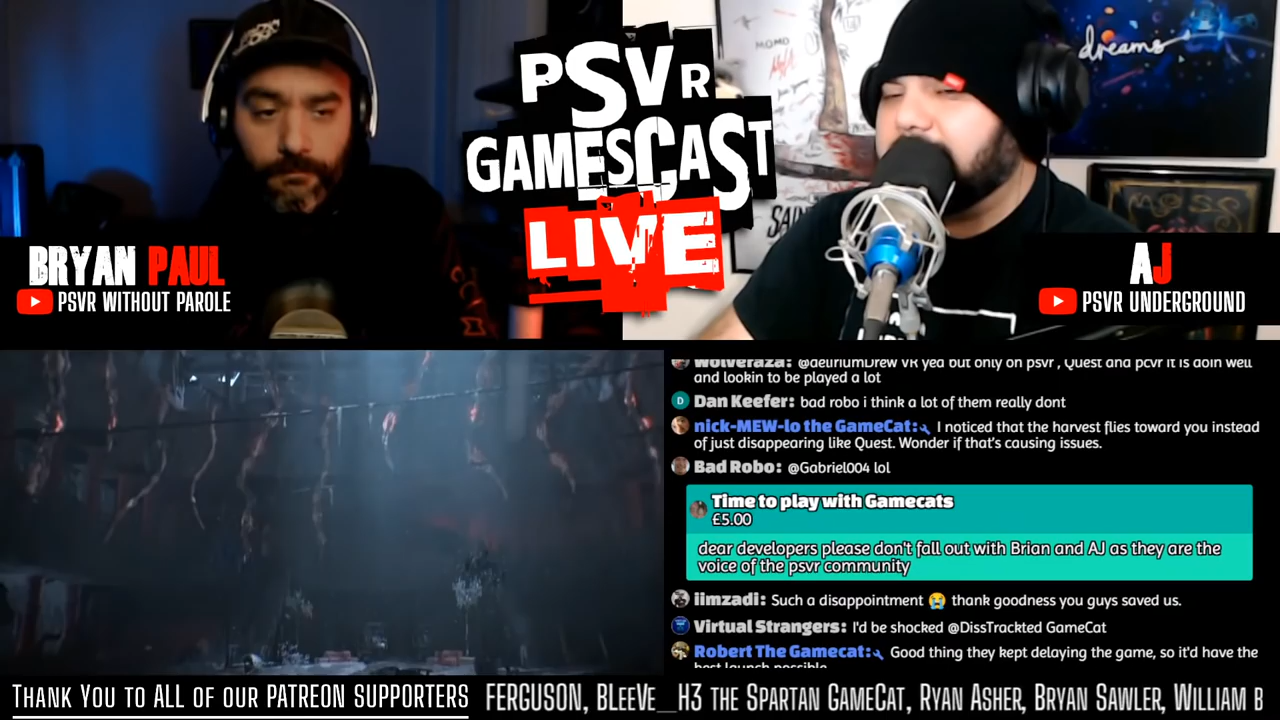 PSVR
GAMESCAST
LIVE
BRYAN PAUL
PSVR WITHOUT PAROLE
dreams
MOMO
AJ
PSVR UNDERGROUND
wolveraza: @deliriumDrew VR yea but only on psvr , Quest and pcvr it is doin well
and lookin to be played a lot
D Dan Keefer: bad robo i think a lot of them really dont
nick-MEW-lo the GameCat: I noticed that the harvest flies toward you instead
of just disappearing like Quest. Wonder if that's causing issues.
Bad Robo: @Gabriel004 lol
Time to play with Gamecats
£5.00
dear developers please don't fall out with Brian and AJ as they are the
voice of the psvr community
iimzadi: Such a disappointment 😭 thank goodness you guys saved us.
Virtual Strangers: I'd be shocked @DissTrackted GameCat
Robert The Gamecat: Good thing they kept delaying the game, so it'd have the
best launch possible
THANK YOU TO ALL OF OUR PATREON SUPPORTERS FERGUSON, BLEEVE_H3 THE SPARTAN GAMECAT, RYAN ASHER, BRYAN SAWLER, WILLIAM B